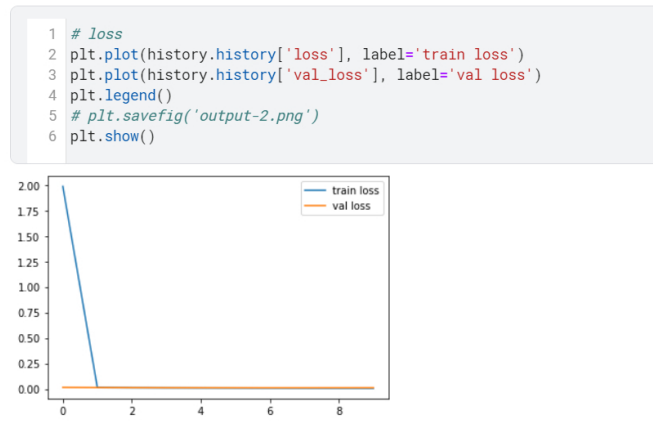 1 # loss
2 plt.plot(history.history['loss'], label='train loss')
3 plt.plot(history.history['val_loss'], label='val loss')
4 plt.legend()
5 # plt.savefig('output-2.png')
6 plt.show()
train loss
val loss
2.00
1.75
1.50
1.25
1.00
0.75
0.50
0.25
0.00
0 2 4 6 8